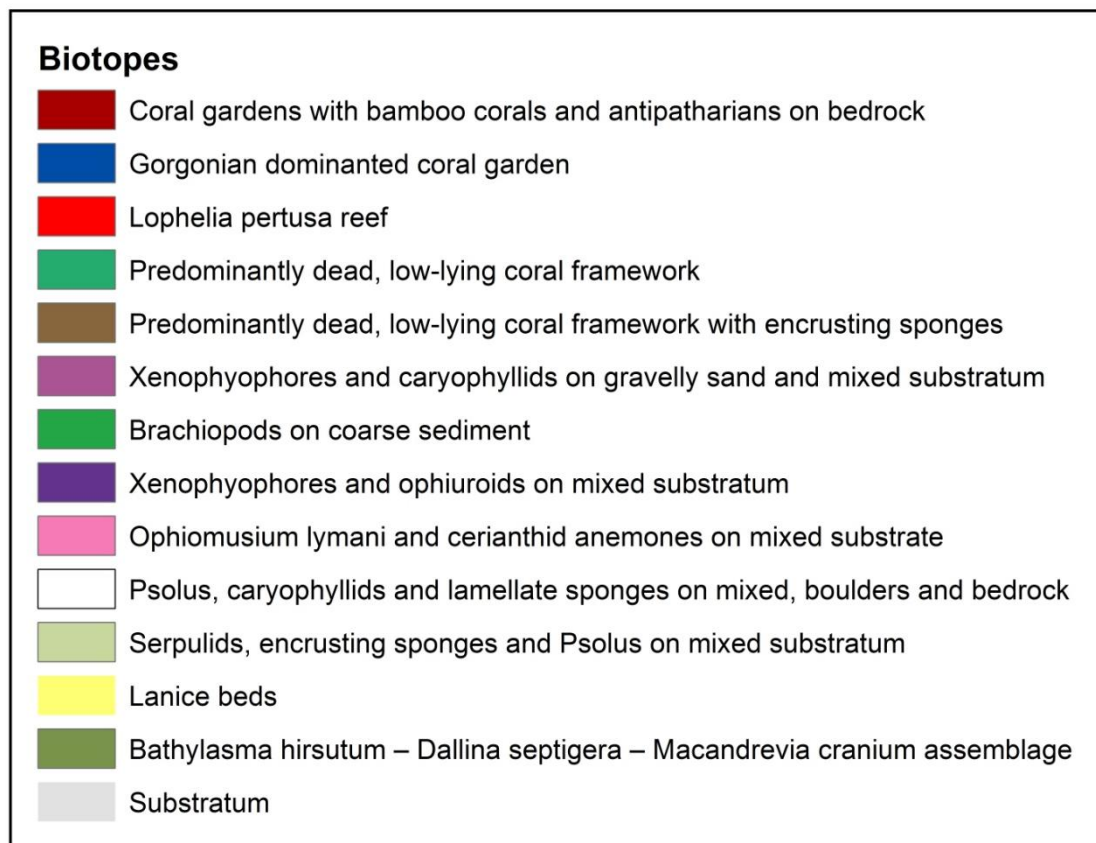 Biotopes
Coral gardens with bamboo corals and antipatharians on bedrock
Gorgonian dominanted coral garden
Lophelia pertusa reef
Predominantly dead, low-lying coral framework
Predominantly dead, low-lying coral framework with encrusting sponges
Xenophyophores and caryophyllids on gravelly sand and mixed substratum
Brachiopods on coarse sediment
Xenophyophores and ophiuroids on mixed substratum
Ophiomusium lymani and cerianthid anemones on mixed substrate
Psolus, caryophyllids and lamellate sponges on mixed, boulders and bedrock
Serpulids, encrusting sponges and Psolus on mixed substratum
Lanice beds
Bathylasma hirsutum – Dallina septigera – Macandrevia cranium assemblage
Substratum